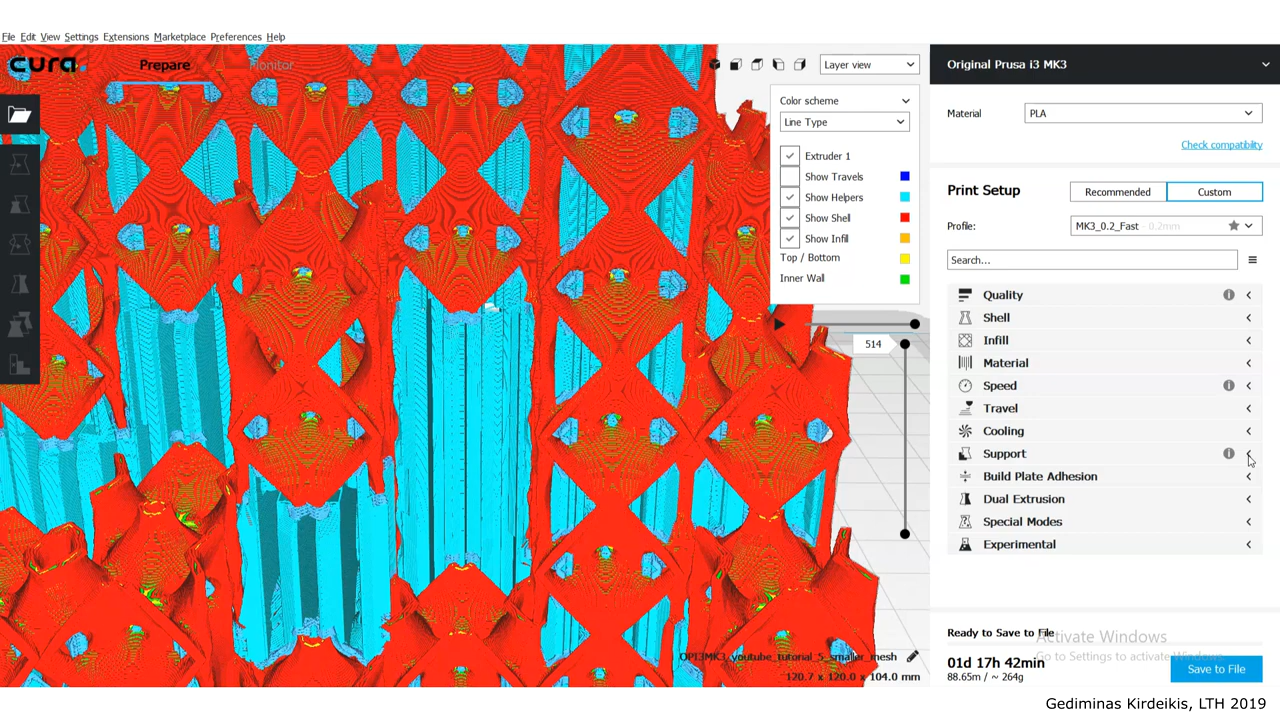 File Edit View Settings Extensions Marketplace Preferences Help
cura.
Prepare
Monitor
Layer view
Color scheme
Line Type
Extruder 1
Show Travels
Show Helpers
Show Shell
Show Infill
Top / Bottom
Inner Wall
514
OPI3MK3_youtube_tutorial_5_smaller_mesh
120.7 x 120.0 x 104.0 mm
Original Prusa i3 MK3
Material PLA
Check compatibility
Print Setup Recommended Custom
Profile: MK3_0.2_Fast - 0.2mm
Search...
Quality
Shell
Infill
Material
Speed
Travel
Cooling
Support
Build Plate Adhesion
Dual Extrusion
Special Modes
Experimental
Ready to Save to File
Activate Windows
Go to Settings to activate Windows.
01d 17h 42min
88.65m / ~ 264g
Save to File
Gediminas Kirdeikis, LTH 2019